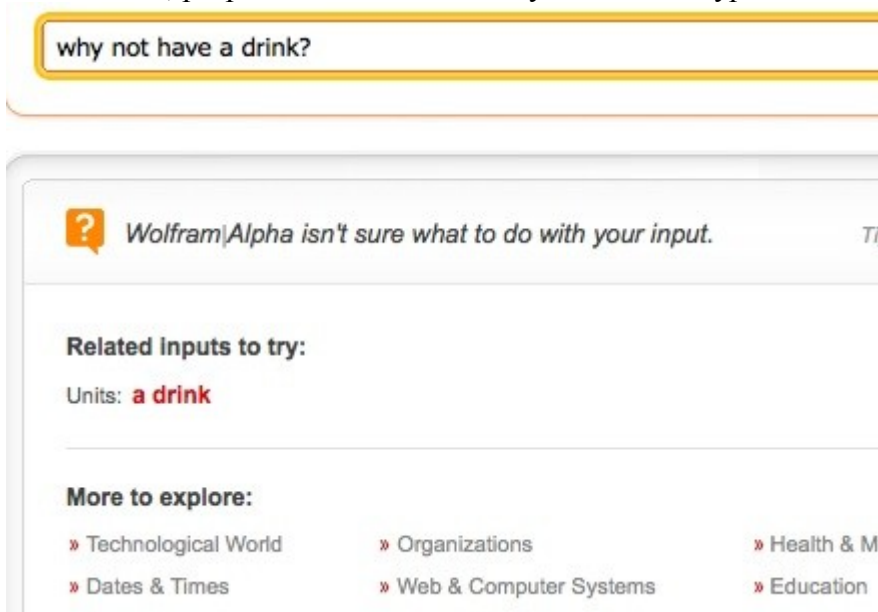 why not have a drink?
Wolfram|Alpha isn't sure what to do with your input.
Related inputs to try:
Units: a drink
More to explore:
» Technological World » Organizations » Health & M
» Dates & Times » Web & Computer Systems » Education